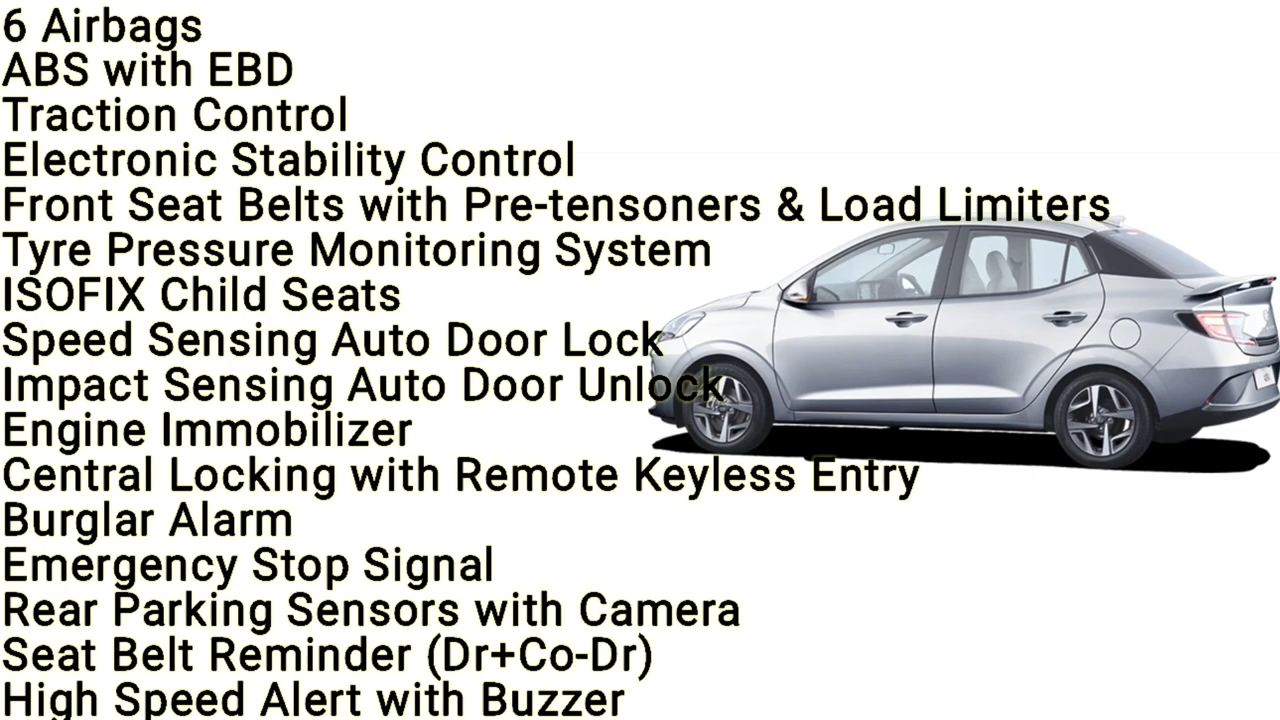 6 Airbags
ABS with EBD
Traction Control
Electronic Stability Control
Front Seat Belts with Pre-tensoners & Load Limiters
Tyre Pressure Monitoring System
ISOFIX Child Seats
Speed Sensing Auto Door Lock
Impact Sensing Auto Door Unlock
Engine Immobilizer
Central Locking with Remote Keyless Entry
Burglar Alarm
Emergency Stop Signal
Rear Parking Sensors with Camera
Seat Belt Reminder (Dr+Co-Dr)
High Speed Alert with Buzzer